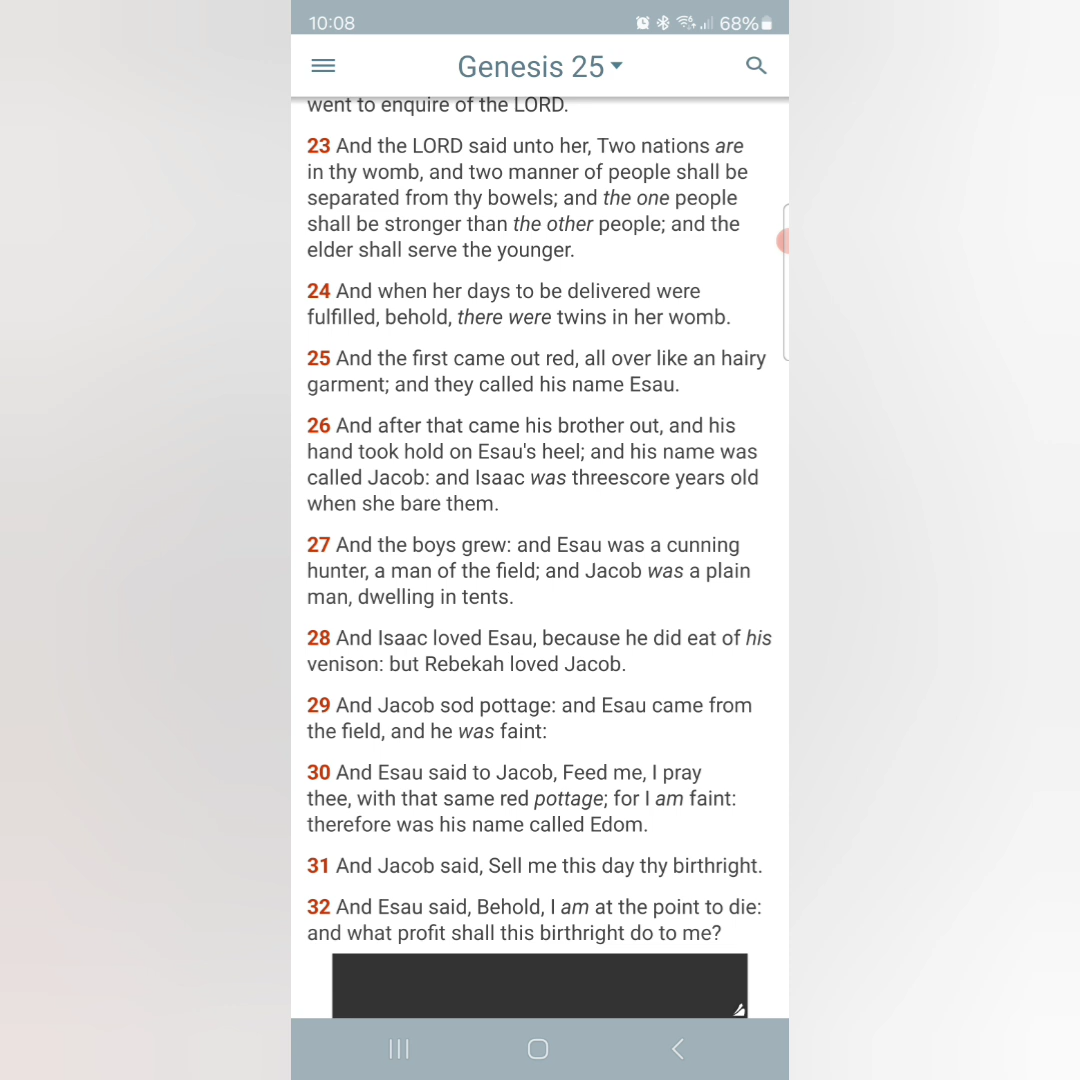 10:08
68%
Genesis 25
went to enquire of the LORD.
23 And the LORD said unto her, Two nations are
in thy womb, and two manner of people shall be
separated from thy bowels; and the one people
shall be stronger than the other people; and the
elder shall serve the younger.
24 And when her days to be delivered were
fulfilled, behold, there were twins in her womb.
25 And the first came out red, all over like an hairy
garment; and they called his name Esau.
26 And after that came his brother out, and his
hand took hold on Esau's heel; and his name was
called Jacob: and Isaac was threescore years old
when she bare them.
27 And the boys grew: and Esau was a cunning
hunter, a man of the field; and Jacob was a plain
man, dwelling in tents.
28 And Isaac loved Esau, because he did eat of his
venison: but Rebekah loved Jacob.
29 And Jacob sod pottage: and Esau came from
the field, and he was faint:
30 And Esau said to Jacob, Feed me, I pray
thee, with that same red pottage; for I am faint:
therefore was his name called Edom.
31 And Jacob said, Sell me this day thy birthright.
32 And Esau said, Behold, I am at the point to die:
and what profit shall this birthright do to me?